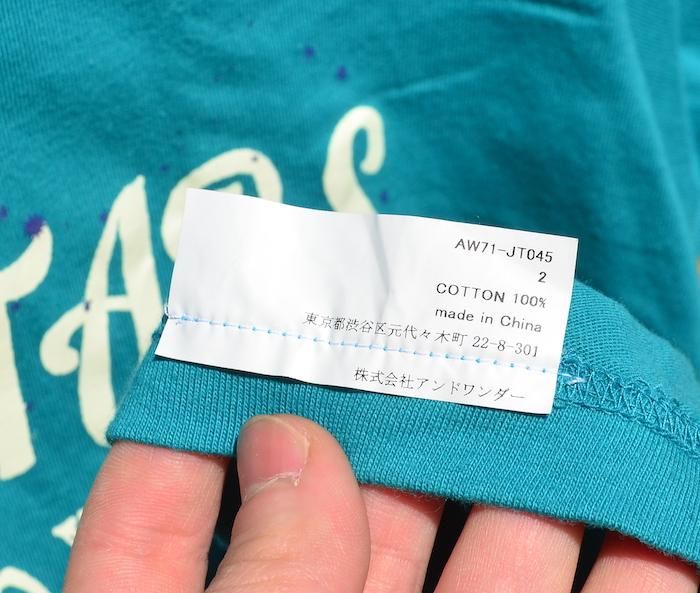 TARS
AW71-JT045
2
COTTON 100%
made in China
東京都渋谷区元代々木町 22-8-301
株式会社アンドワンダー